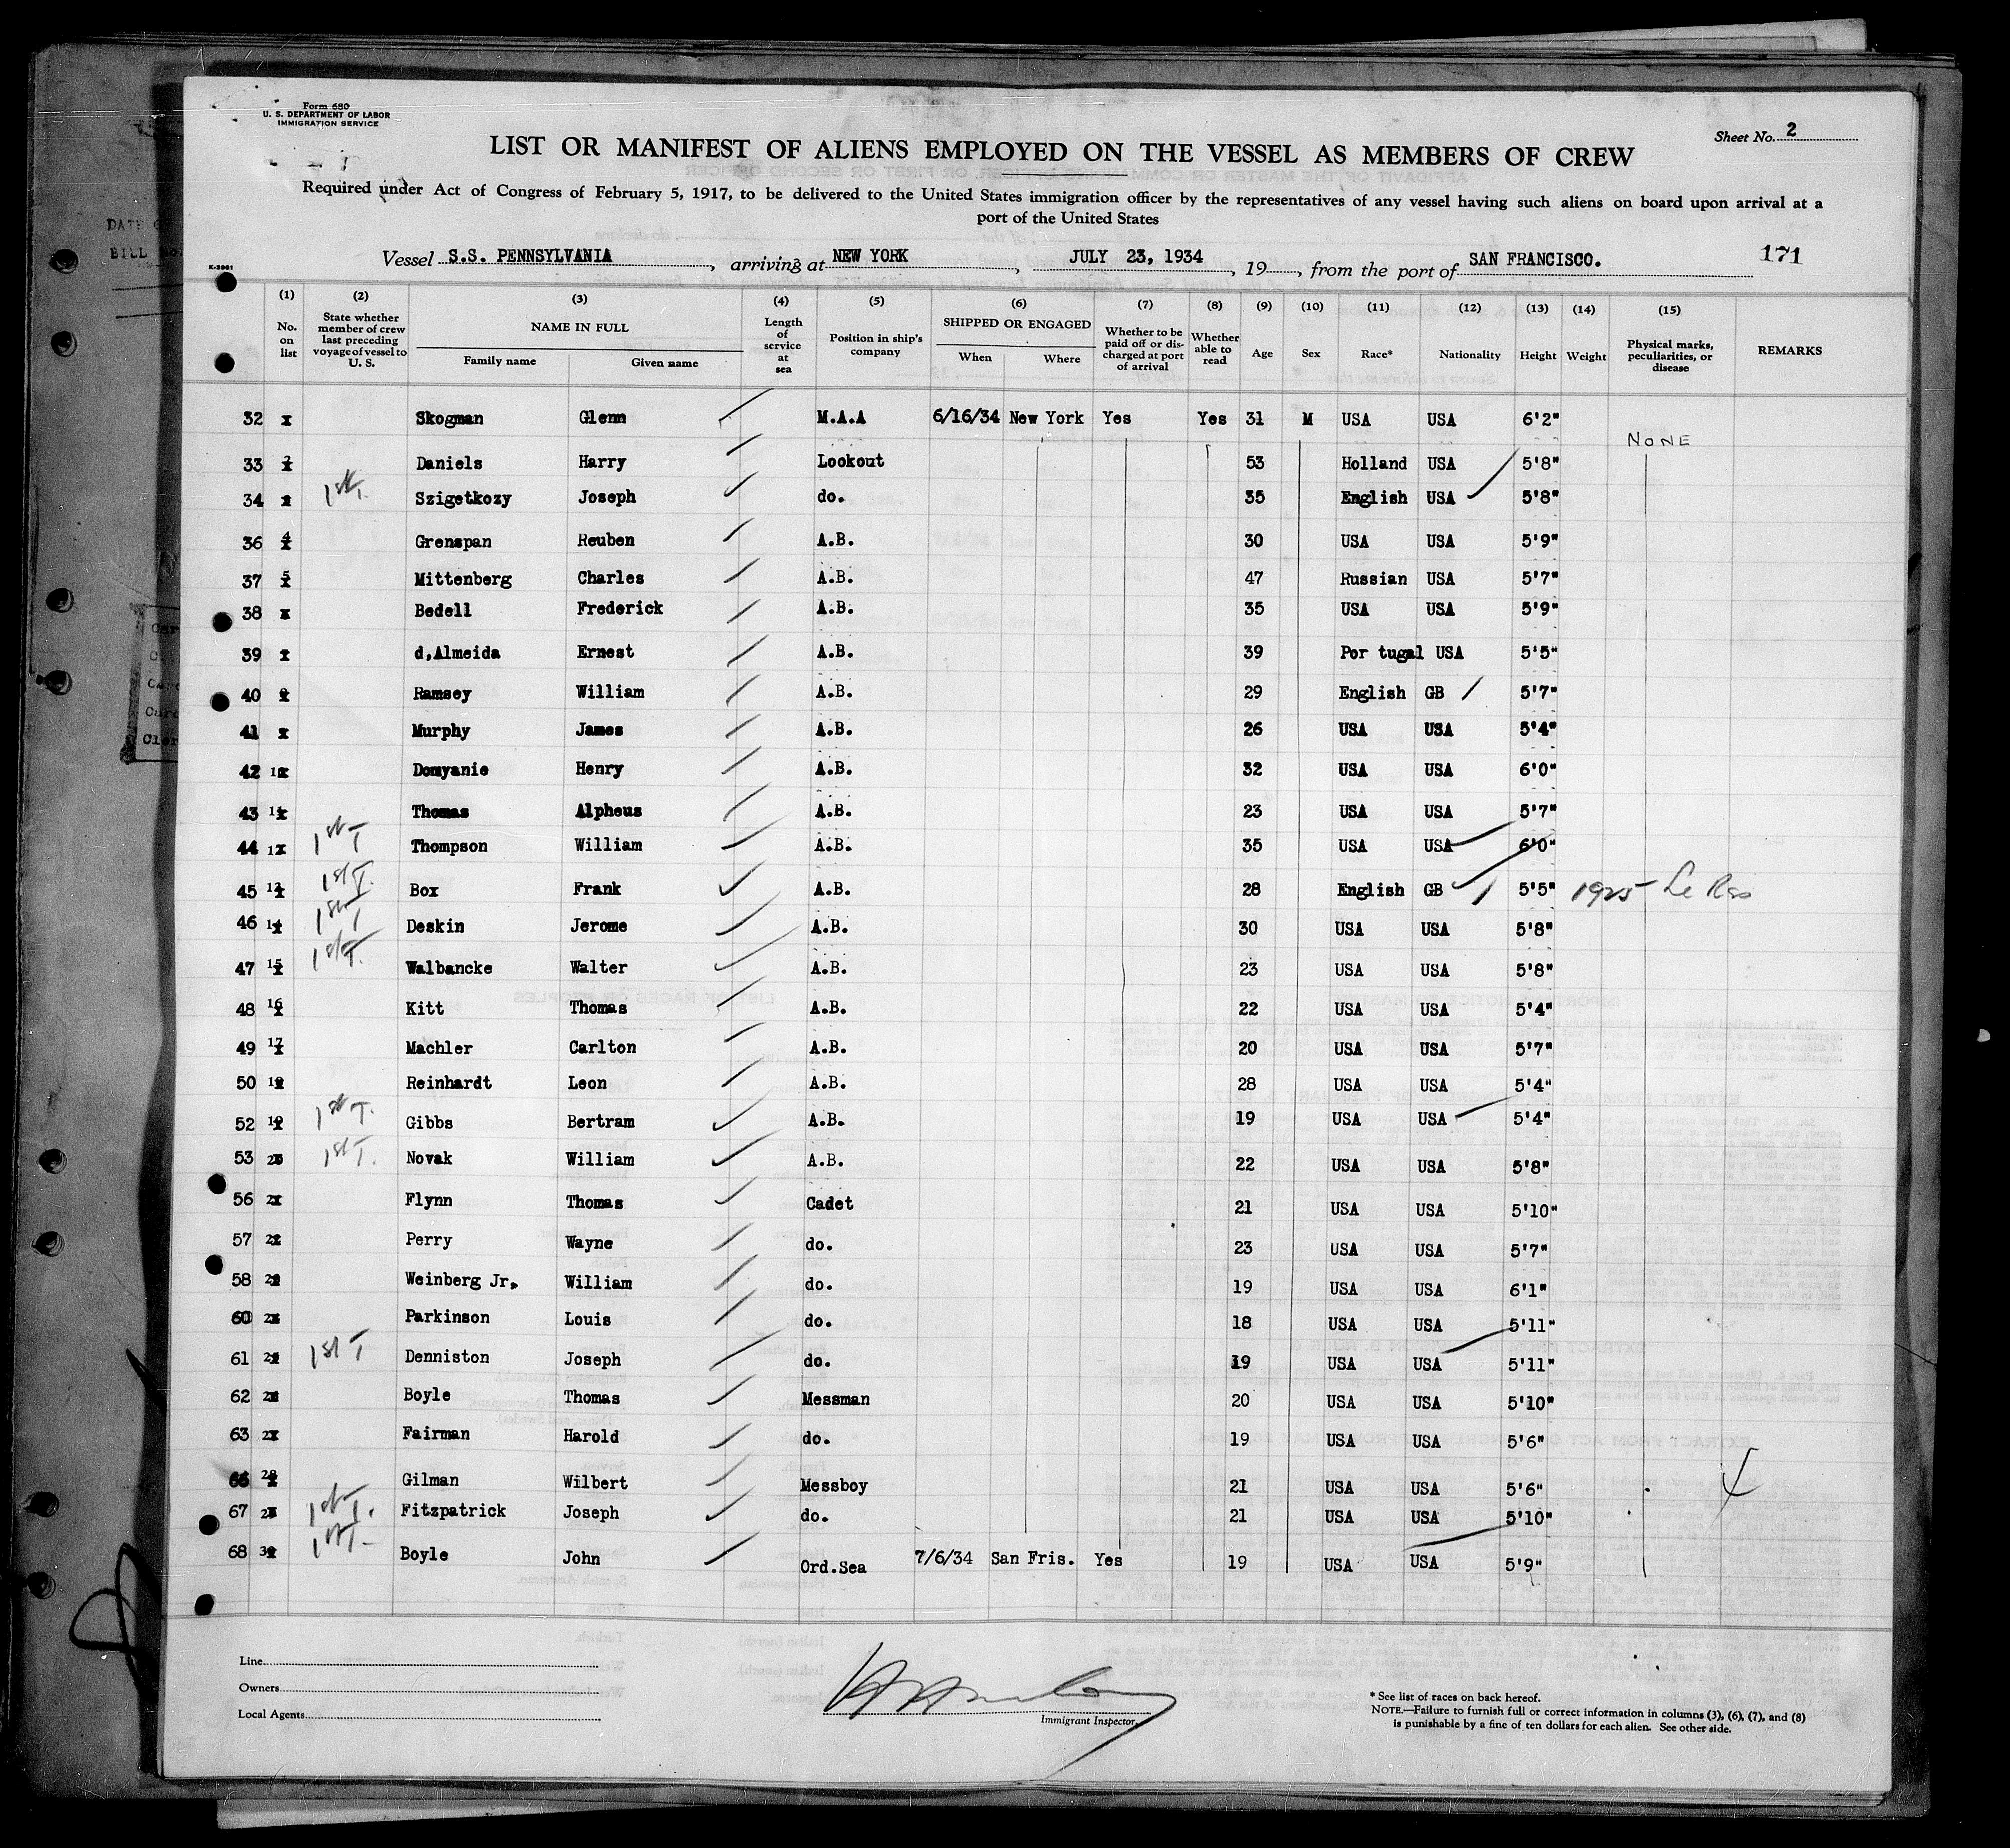 Form 680
U. S. DEPARTMENT OF LABOR
IMMIGRATION SERVICE
Sheet No. 2
LIST OR MANIFEST OF ALIENS EMPLOYED ON THE VESSEL AS MEMBERS OF CREW
Required under Act of Congress of February 5, 1917, to be delivered to the United States immigration officer by the representatives of any vessel having such aliens on board upon arrival at a
port of the United States
Vessel S.S. PENNSYLVANIA, arriving at NEW YORK, JULY 23, 1934, 19 , from the port of SAN FRANCISCO. 171
(1) No. on list
(2) State whether member of crew last preceding voyage of vessel to U. S.
(3) NAME IN FULL Family name Given name
(4) Length of service at sea
(5) Position in ship's company
(6) SHIPPED OR ENGAGED When Where
(7) Whether to be paid off or discharged at port of arrival
(8) Whether able to read
(9) Age
(10) Sex
(11) Race*
(12) Nationality
(13) Height
(14) Weight
(15) Physical marks, peculiarities, or disease
REMARKS
32 Skogman Glenn M.A.A 6/16/34 New York Yes Yes 31 M USA USA 6'2"
NONE
33 Daniels Harry Lookout 53 Holland USA 5'8"
34 1st T. Szigetkozy Joseph do. 35 English USA 5'8"
36 Grenspan Reuben A.B. 30 USA USA 5'9"
37 Mittenberg Charles A.B. 47 Russian USA 5'7"
38 Bedell Frederick A.B. 35 USA USA 5'9"
39 d,Almeida Ernest A.B. 39 Por tugal USA 5'5"
40 Ramsey William A.B. 29 English GB 5'7"
41 Murphy James A.B. 26 USA USA 5'4"
42 Domyanie Henry A.B. 32 USA USA 6'0"
43 Thomas Alpheus A.B. 23 USA USA 5'7"
44 1st T Thompson William A.B. 35 USA USA 6'0"
45 1st T. Box Frank A.B. 28 English GB 5'5" 1925
46 1st T Deskin Jerome A.B. 30 USA USA 5'8"
47 1st T. Walbancke Walter A.B. 23 USA USA 5'8"
48 Kitt Thomas A.B. 22 USA USA 5'4"
49 Machler Carlton A.B. 20 USA USA 5'7"
50 Reinhardt Leon A.B. 28 USA USA 5'4"
52 1st T. Gibbs Bertram A.B. 19 USA USA 5'4"
53 1st T. Novak William A.B. 22 USA USA 5'8"
56 Flynn Thomas Cadet 21 USA USA 5'10"
57 Perry Wayne do. 23 USA USA 5'7"
58 Weinberg Jr. William do. 19 USA USA 6'1"
60 Parkinson Louis do. 18 USA USA 5'11"
61 1st T Denniston Joseph do. 19 USA USA 5'11"
62 Boyle Thomas Messman 20 USA USA 5'10"
63 Fairman Harold do. 19 USA USA 5'6"
66 Gilman Wilbert Messboy 21 USA USA 5'6"
67 1st T. Fitzpatrick Joseph do. 21 USA USA 5'10"
68 1st T. Boyle John Ord.Sea 7/6/34 San Fris. Yes 19 USA USA 5'9"
Line
Owners
Local Agents
Immigrant Inspector.
* See list of races on back hereof.
NOTE.—Failure to furnish full or correct information in columns (3), (6), (7), and (8)
is punishable by a fine of ten dollars for each alien. See other side.